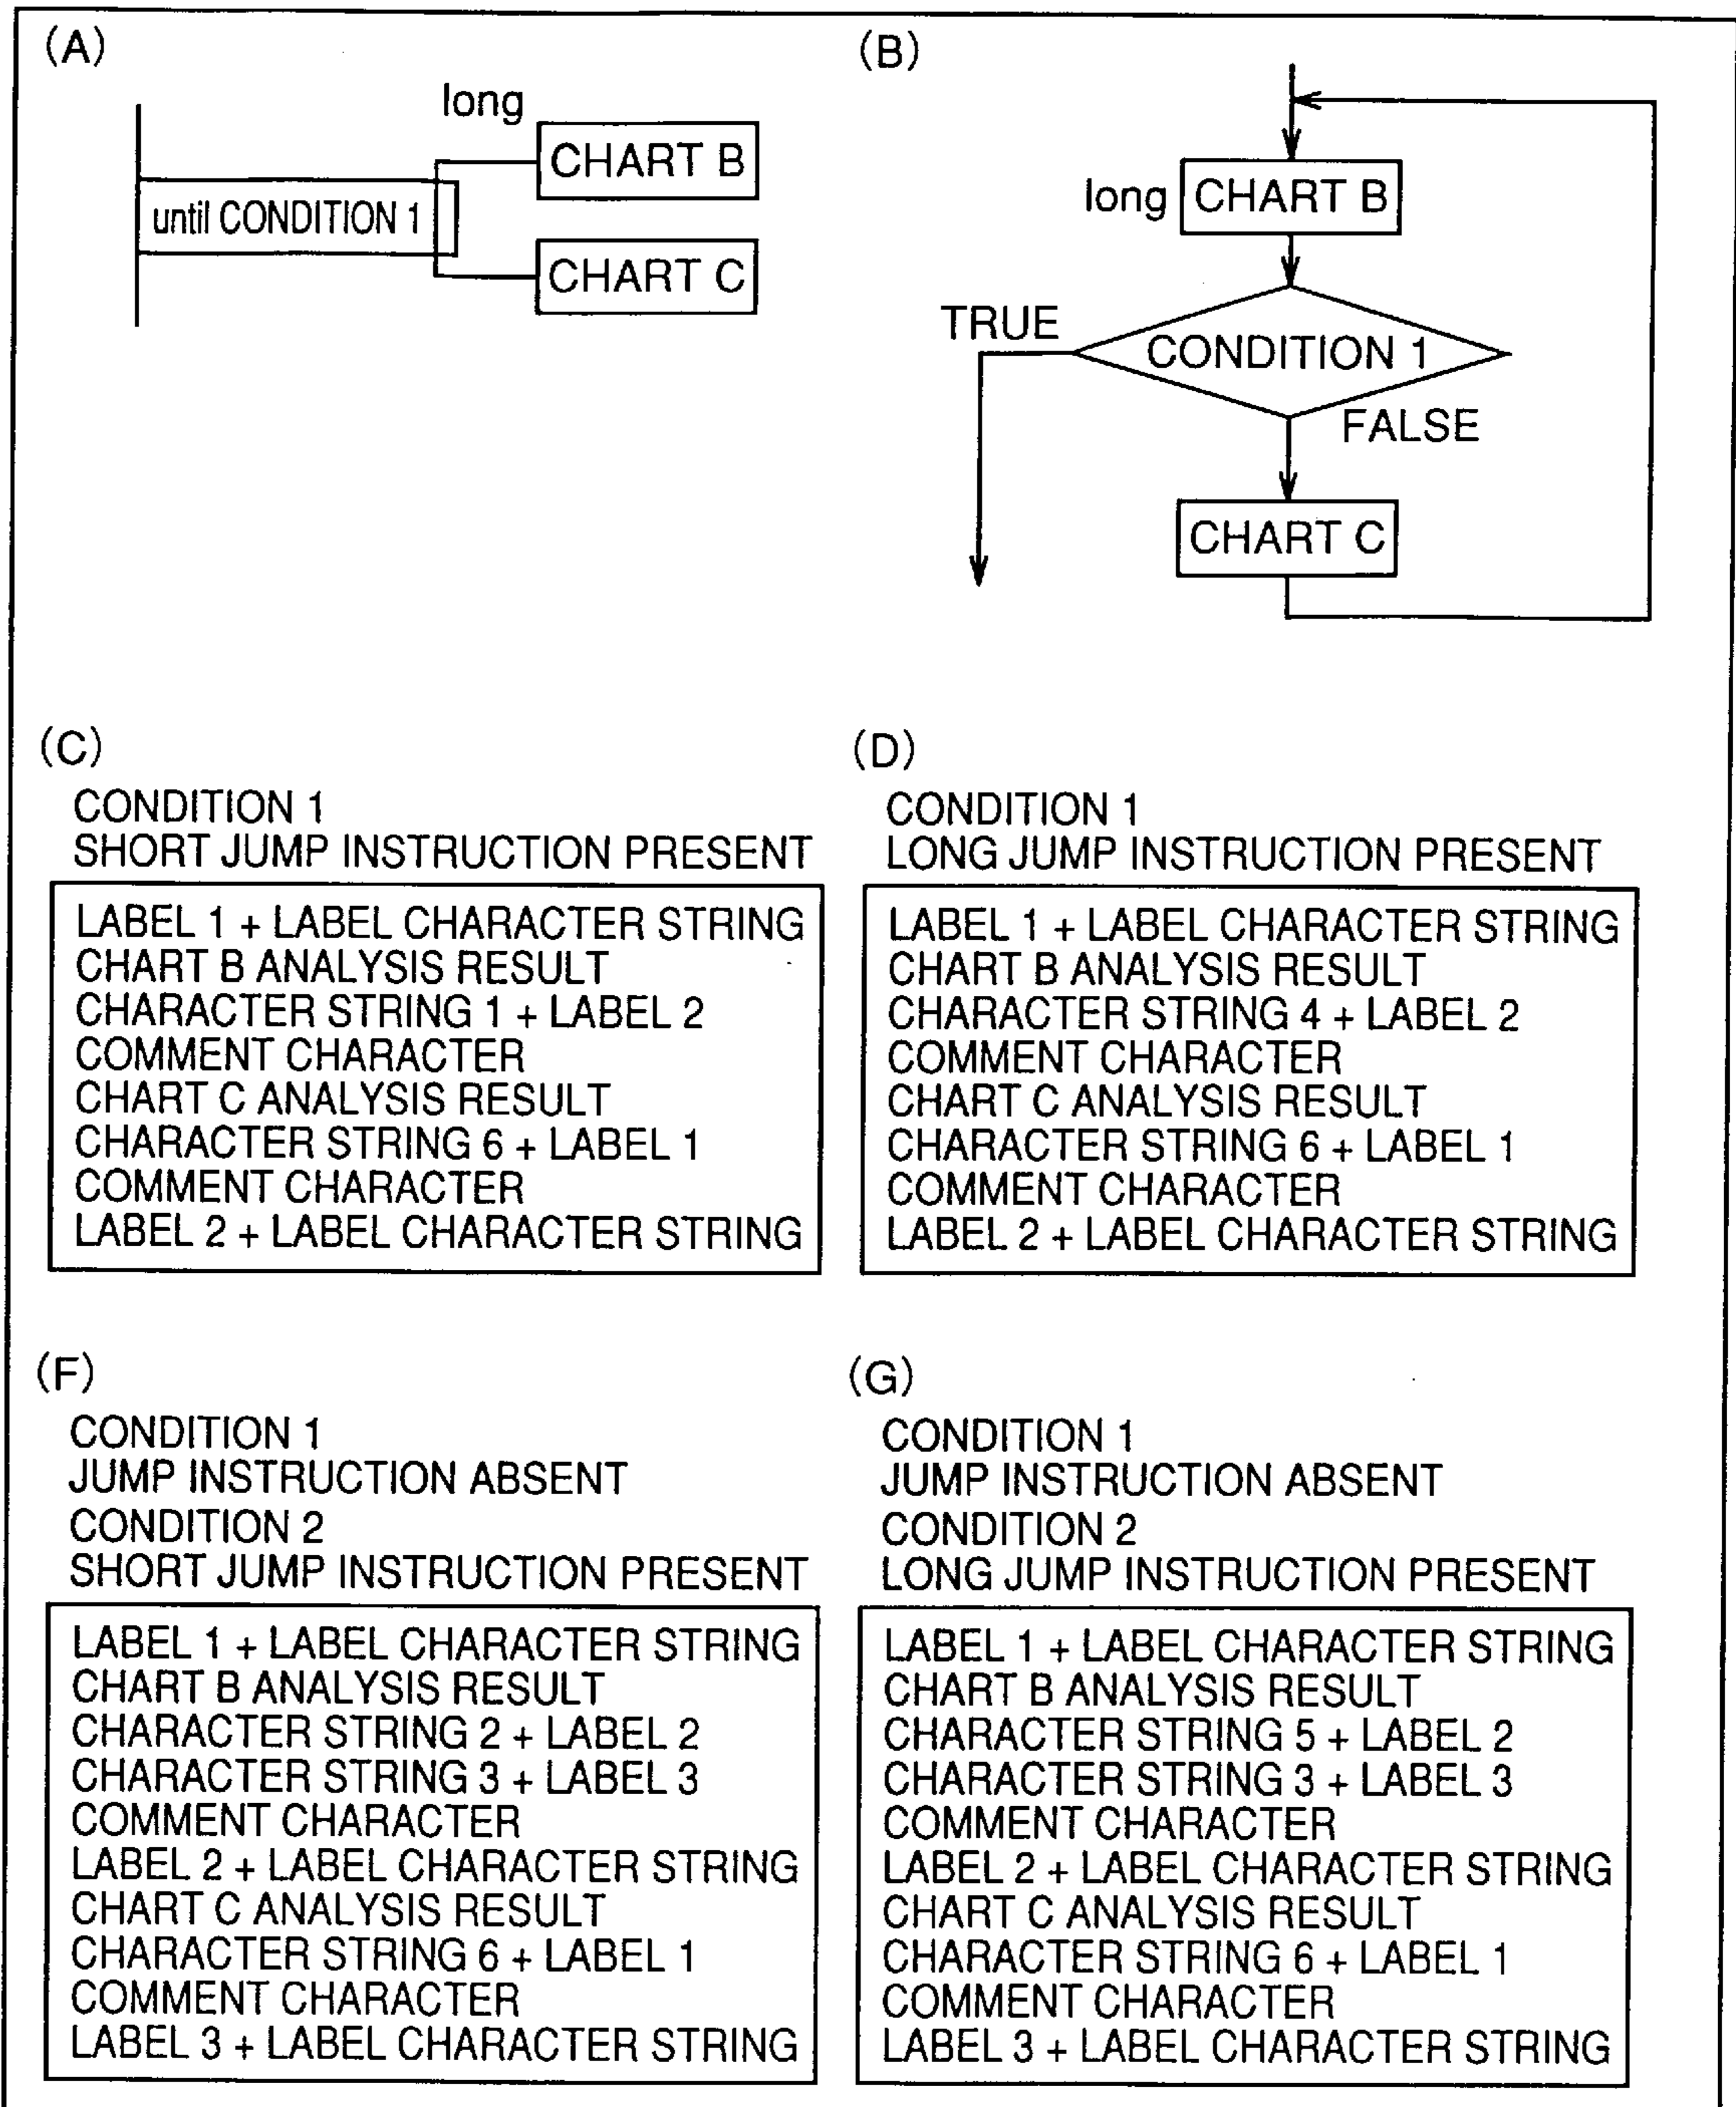 (A)
long
CHART B
until CONDITION 1
CHART C
(B)
long
CHART B
TRUE
CONDITION 1
FALSE
CHART C
(C)
CONDITION 1
SHORT JUMP INSTRUCTION PRESENT
LABEL 1 + LABEL CHARACTER STRING
CHART B ANALYSIS RESULT
CHARACTER STRING 1 + LABEL 2
COMMENT CHARACTER
CHART C ANALYSIS RESULT
CHARACTER STRING 6 + LABEL 1
COMMENT CHARACTER
LABEL 2 + LABEL CHARACTER STRING
(D)
CONDITION 1
LONG JUMP INSTRUCTION PRESENT
LABEL 1 + LABEL CHARACTER STRING
CHART B ANALYSIS RESULT
CHARACTER STRING 4 + LABEL 2
COMMENT CHARACTER
CHART C ANALYSIS RESULT
CHARACTER STRING 6 + LABEL 1
COMMENT CHARACTER
LABEL 2 + LABEL CHARACTER STRING
(F)
CONDITION 1
JUMP INSTRUCTION ABSENT
CONDITION 2
SHORT JUMP INSTRUCTION PRESENT
LABEL 1 + LABEL CHARACTER STRING
CHART B ANALYSIS RESULT
CHARACTER STRING 2 + LABEL 2
CHARACTER STRING 3 + LABEL 3
COMMENT CHARACTER
LABEL 2 + LABEL CHARACTER STRING
CHART C ANALYSIS RESULT
CHARACTER STRING 6 + LABEL 1
COMMENT CHARACTER
LABEL 3 + LABEL CHARACTER STRING
(G)
CONDITION 1
JUMP INSTRUCTION ABSENT
CONDITION 2
LONG JUMP INSTRUCTION PRESENT
LABEL 1 + LABEL CHARACTER STRING
CHART B ANALYSIS RESULT
CHARACTER STRING 5 + LABEL 2
CHARACTER STRING 3 + LABEL 3
COMMENT CHARACTER
LABEL 2 + LABEL CHARACTER STRING
CHART C ANALYSIS RESULT
CHARACTER STRING 6 + LABEL 1
COMMENT CHARACTER
LABEL 3 + LABEL CHARACTER STRING